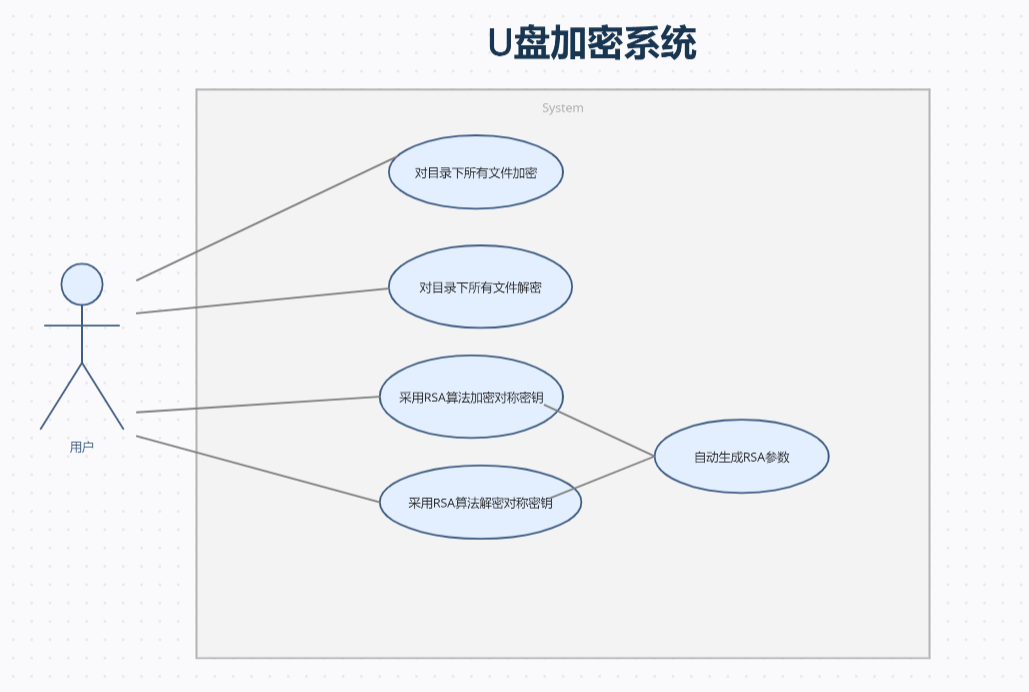 U盘加密系统
System
对目录下所有文件加密
对目录下所有文件解密
采用RSA算法加密对称密钥
自动生成RSA参数
采用RSA算法解密对称密钥
用户